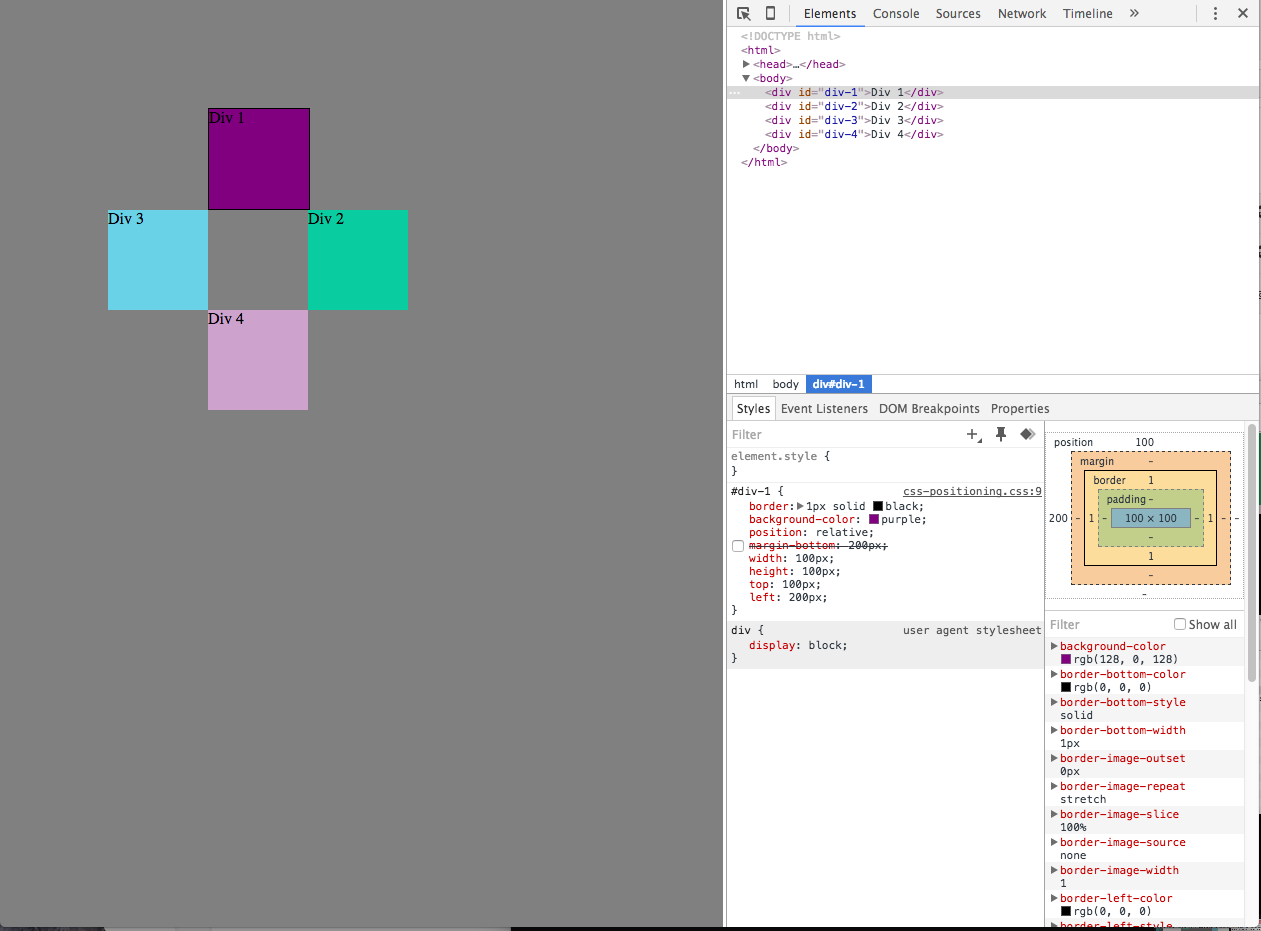 Div 1
Div 3
Div 2
Div 4
Elements Console Sources Network Timeline »
<!DOCTYPE html>
<html>
<head>…</head>
<body>
<div id="div-1">Div 1</div>
<div id="div-2">Div 2</div>
<div id="div-3">Div 3</div>
<div id="div-4">Div 4</div>
</body>
</html>
html body div#div-1
Styles Event Listeners DOM Breakpoints Properties
Filter
element.style {
}
#div-1 { css-positioning.css:9
border: 1px solid black;
background-color: purple;
position: relative;
margin-bottom: 200px;
width: 100px;
height: 100px;
top: 100px;
left: 200px;
}
div { user agent stylesheet
display: block;
}
position 100
margin -
border 1
padding -
200 - 1 - 100 × 100 - 1 - -
-
1
-
-
Filter Show all
background-color
rgb(128, 0, 128)
border-bottom-color
rgb(0, 0, 0)
border-bottom-style
solid
border-bottom-width
1px
border-image-outset
0px
border-image-repeat
stretch
border-image-slice
100%
border-image-source
none
border-image-width
1
border-left-color
rgb(0, 0, 0)
border-left-style